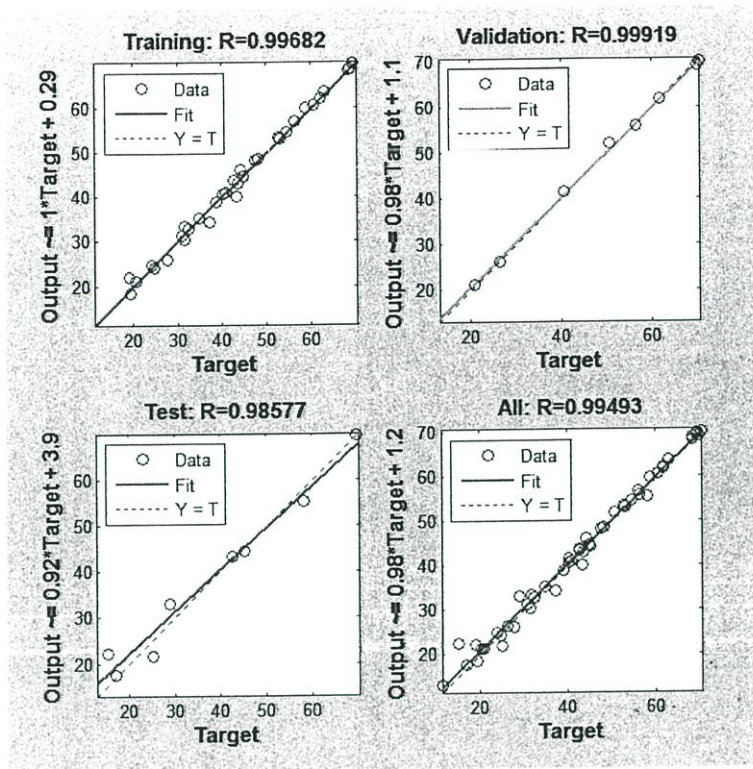 Training: R=0.99682
Output ~= 1*Target + 0.29
Data
Fit
Y = T
60
50
40
30
20
20 30 40 50 60
Target
Validation: R=0.99919
Output ~= 0.98*Target + 1.1
Data
Fit
Y = T
70
60
50
40
30
20
20 40 60
Target
Test: R=0.98577
Output ~= 0.92*Target + 3.9
Data
Fit
Y = T
70
60
50
40
30
20
20 30 40 50 60 70
Target
All: R=0.99493
Output ~= 0.98*Target + 1.2
Data
Fit
Y = T
70
60
50
40
30
20
20 40 60
Target